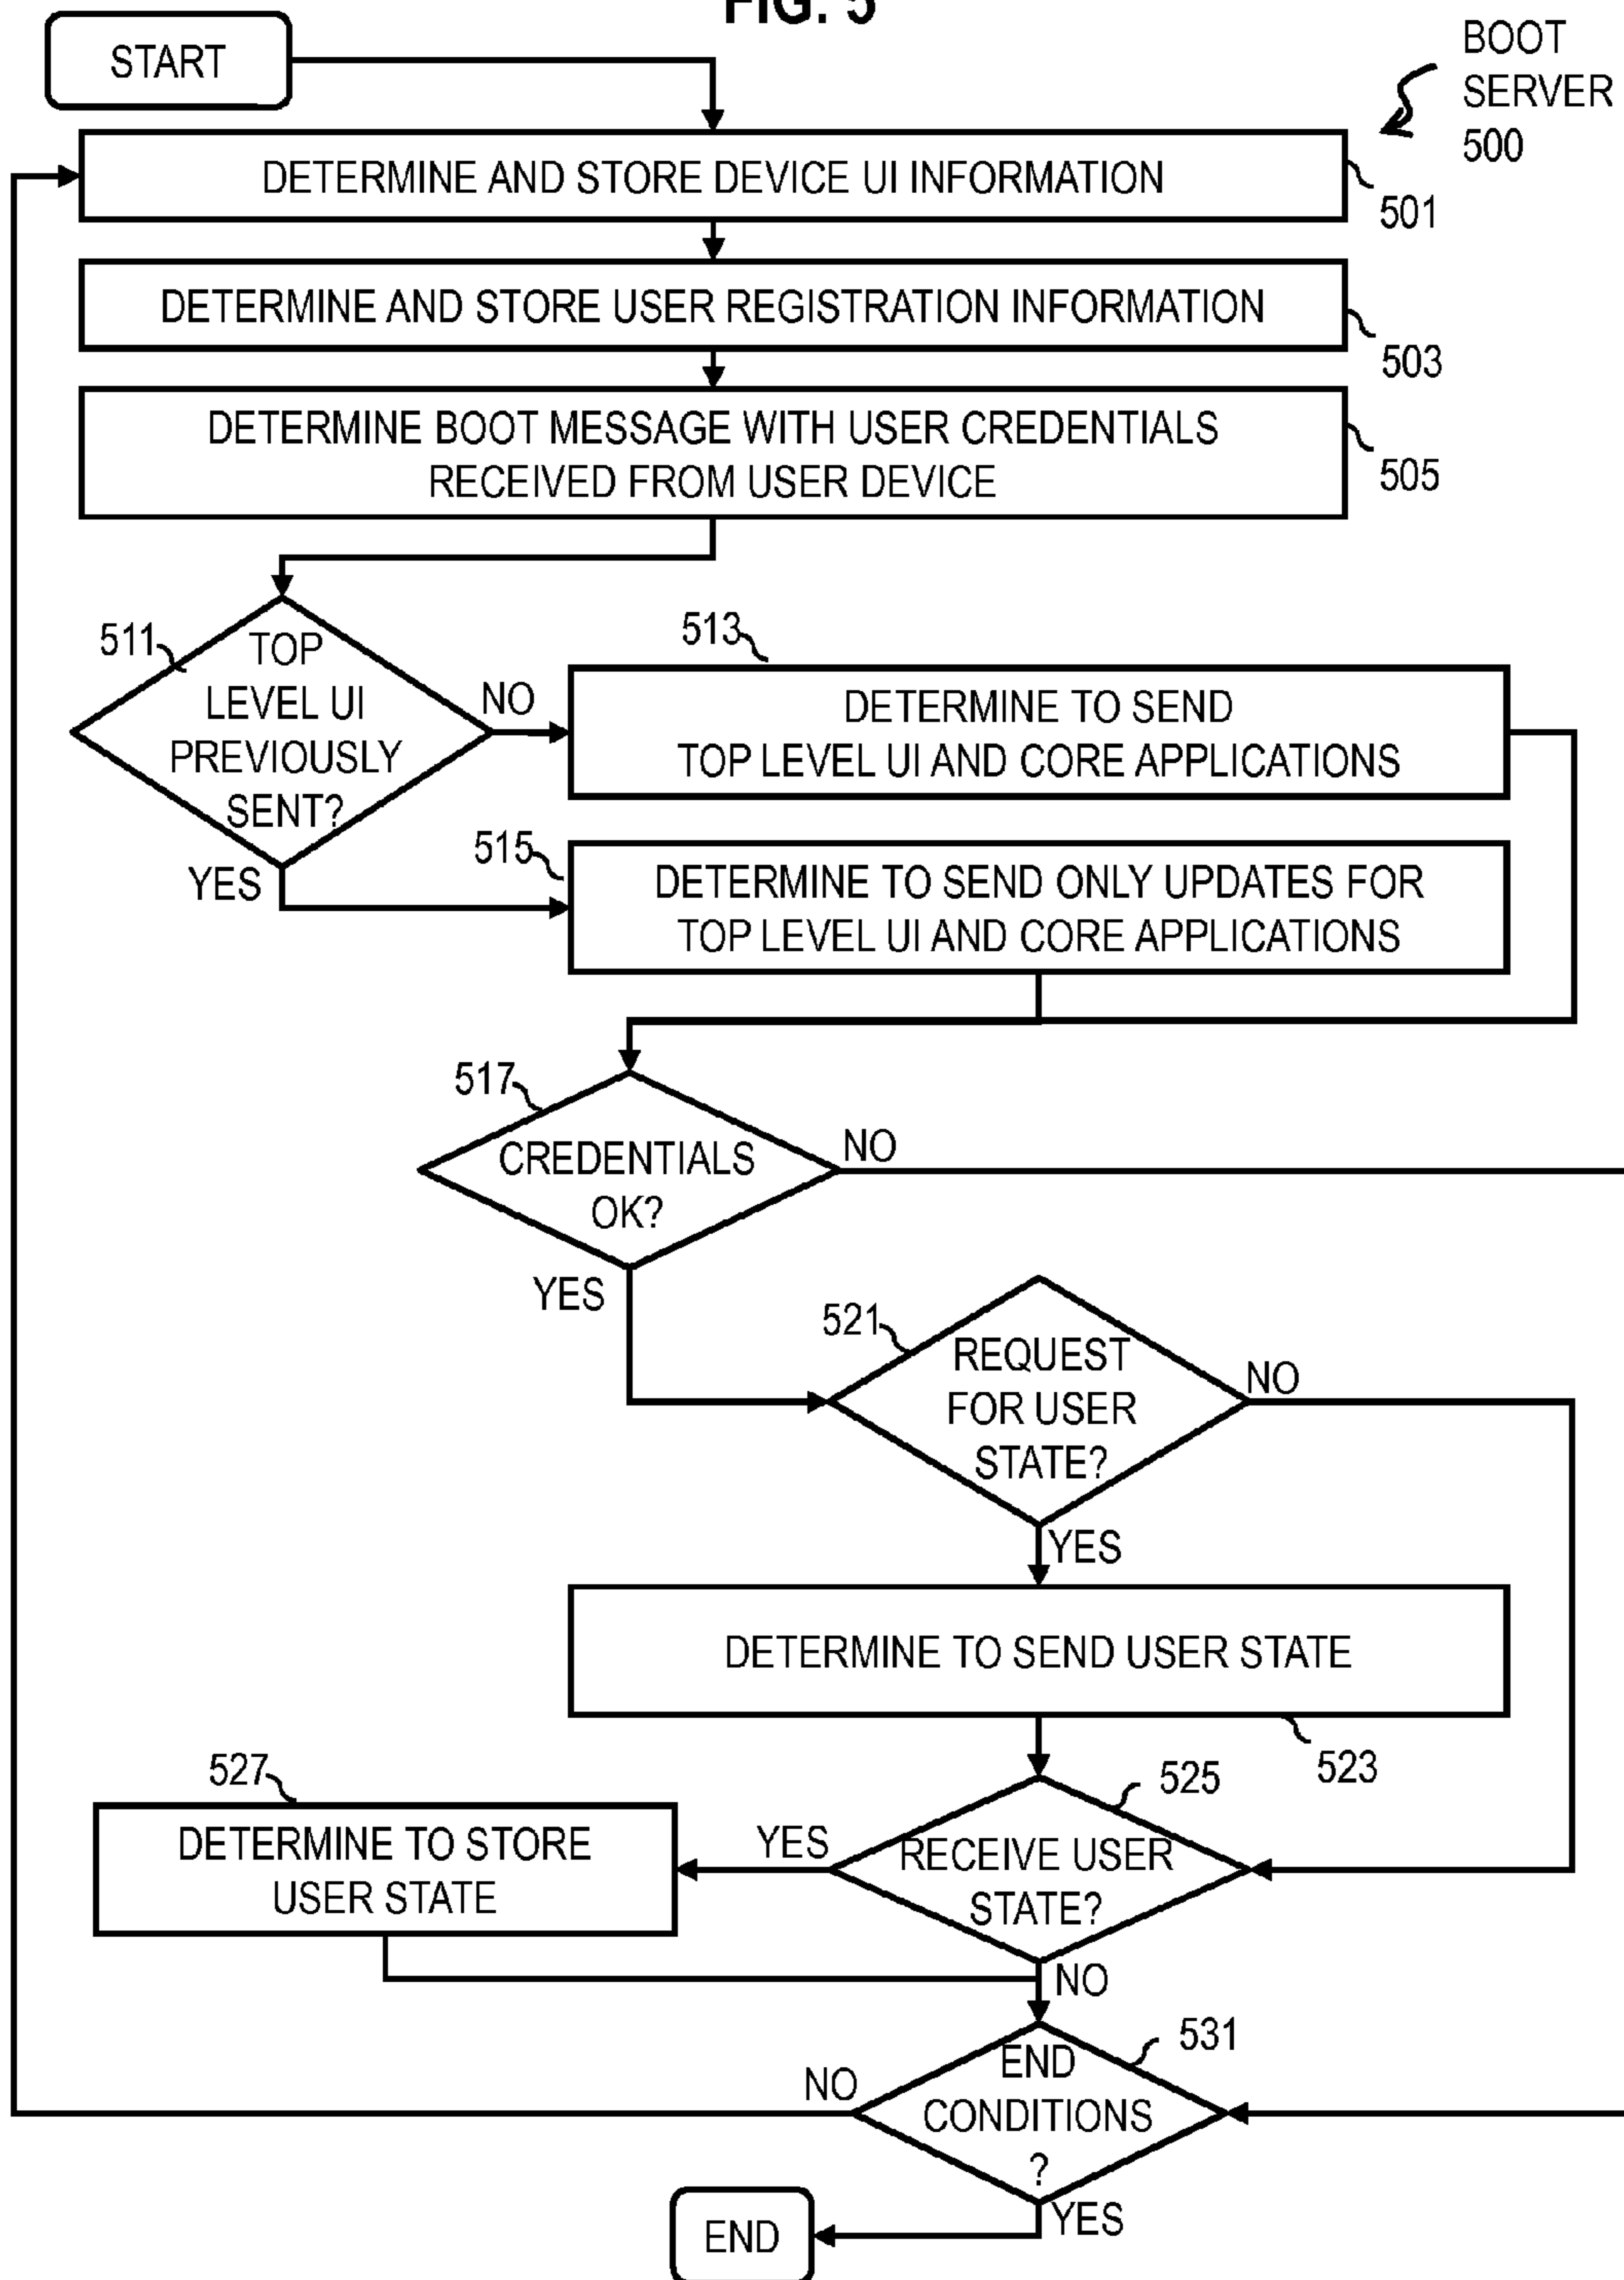 FIG. 5
START
BOOT
SERVER
500
DETERMINE AND STORE DEVICE UI INFORMATION
501
DETERMINE AND STORE USER REGISTRATION INFORMATION
503
DETERMINE BOOT MESSAGE WITH USER CREDENTIALS
RECEIVED FROM USER DEVICE
505
511
TOP
LEVEL UI
PREVIOUSLY
SENT?
NO
YES
513
DETERMINE TO SEND
TOP LEVEL UI AND CORE APPLICATIONS
515
DETERMINE TO SEND ONLY UPDATES FOR
TOP LEVEL UI AND CORE APPLICATIONS
517
CREDENTIALS
OK?
NO
YES
521
REQUEST
FOR USER
STATE?
NO
YES
DETERMINE TO SEND USER STATE
523
525
RECEIVE USER
STATE?
YES
527
DETERMINE TO STORE
USER STATE
NO
531
END
CONDITIONS
?
NO
YES
END